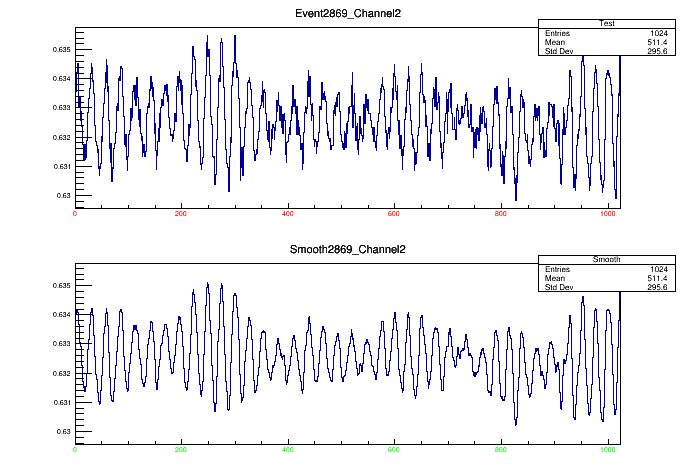 Event2869_Channel2
Test
Entries 1024
Mean 511.4
Std Dev 295.6
0.635
0.634
0.633
0.632
0.631
0.63
0 200 400 600 800 1000
Smooth2869_Channel2
Smooth
Entries 1024
Mean 511.4
Std Dev 295.6
0.635
0.634
0.633
0.632
0.631
0.63
0 200 400 600 800 1000